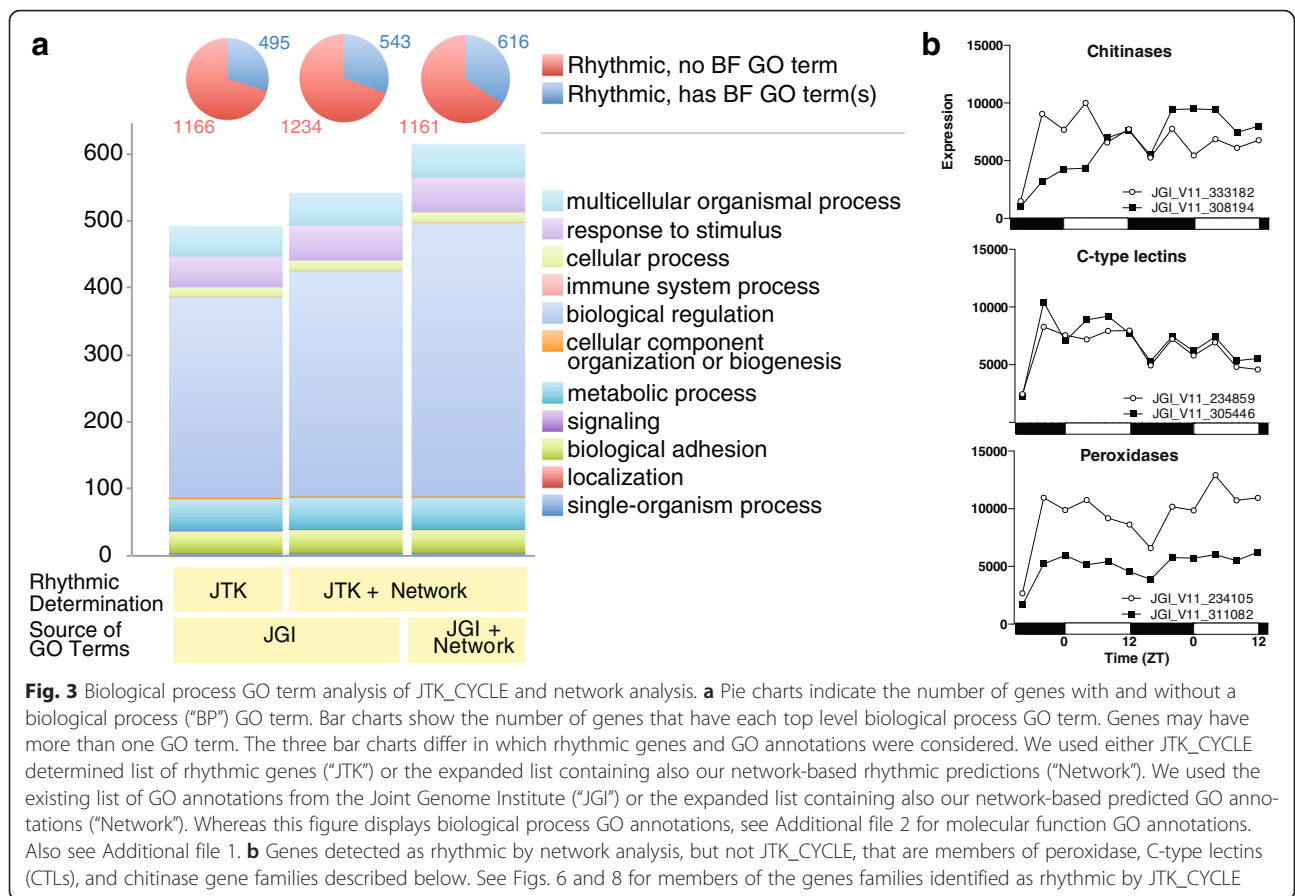 a
495
543
616
1166
1234
1161
Rhythmic, no BF GO term
Rhythmic, has BF GO term(s)
600
500
400
300
200
100
0
multicellular organismal process
response to stimulus
cellular process
immune system process
biological regulation
cellular component
organization or biogenesis
metabolic process
signaling
biological adhesion
localization
single-organism process
Rhythmic
Determination
JTK
JTK + Network
Source of
GO Terms
JGI
JGI +
Network
b
Chitinases
15000
10000
5000
0
Expression
JGI_V11_333182
JGI_V11_308194
C-type lectins
15000
10000
5000
JGI_V11_234859
JGI_V11_305446
Peroxidases
15000
10000
5000
0
JGI_V11_234105
JGI_V11_311082
0 12 0 12
Time (ZT)
Fig. 3 Biological process GO term analysis of JTK_CYCLE and network analysis. a Pie charts indicate the number of genes with and without a
biological process (“BP”) GO term. Bar charts show the number of genes that have each top level biological process GO term. Genes may have
more than one GO term. The three bar charts differ in which rhythmic genes and GO annotations were considered. We used either JTK_CYCLE
determined list of rhythmic genes (“JTK”) or the expanded list containing also our network-based rhythmic predictions (“Network”). We used the
existing list of GO annotations from the Joint Genome Institute (“JGI”) or the expanded list containing also our network-based predicted GO anno-
tations (“Network”). Whereas this figure displays biological process GO annotations, see Additional file 2 for molecular function GO annotations.
Also see Additional file 1. b Genes detected as rhythmic by network analysis, but not JTK_CYCLE, that are members of peroxidase, C-type lectins
(CTLs), and chitinase gene families described below. See Figs. 6 and 8 for members of the genes families identified as rhythmic by JTK_CYCLE